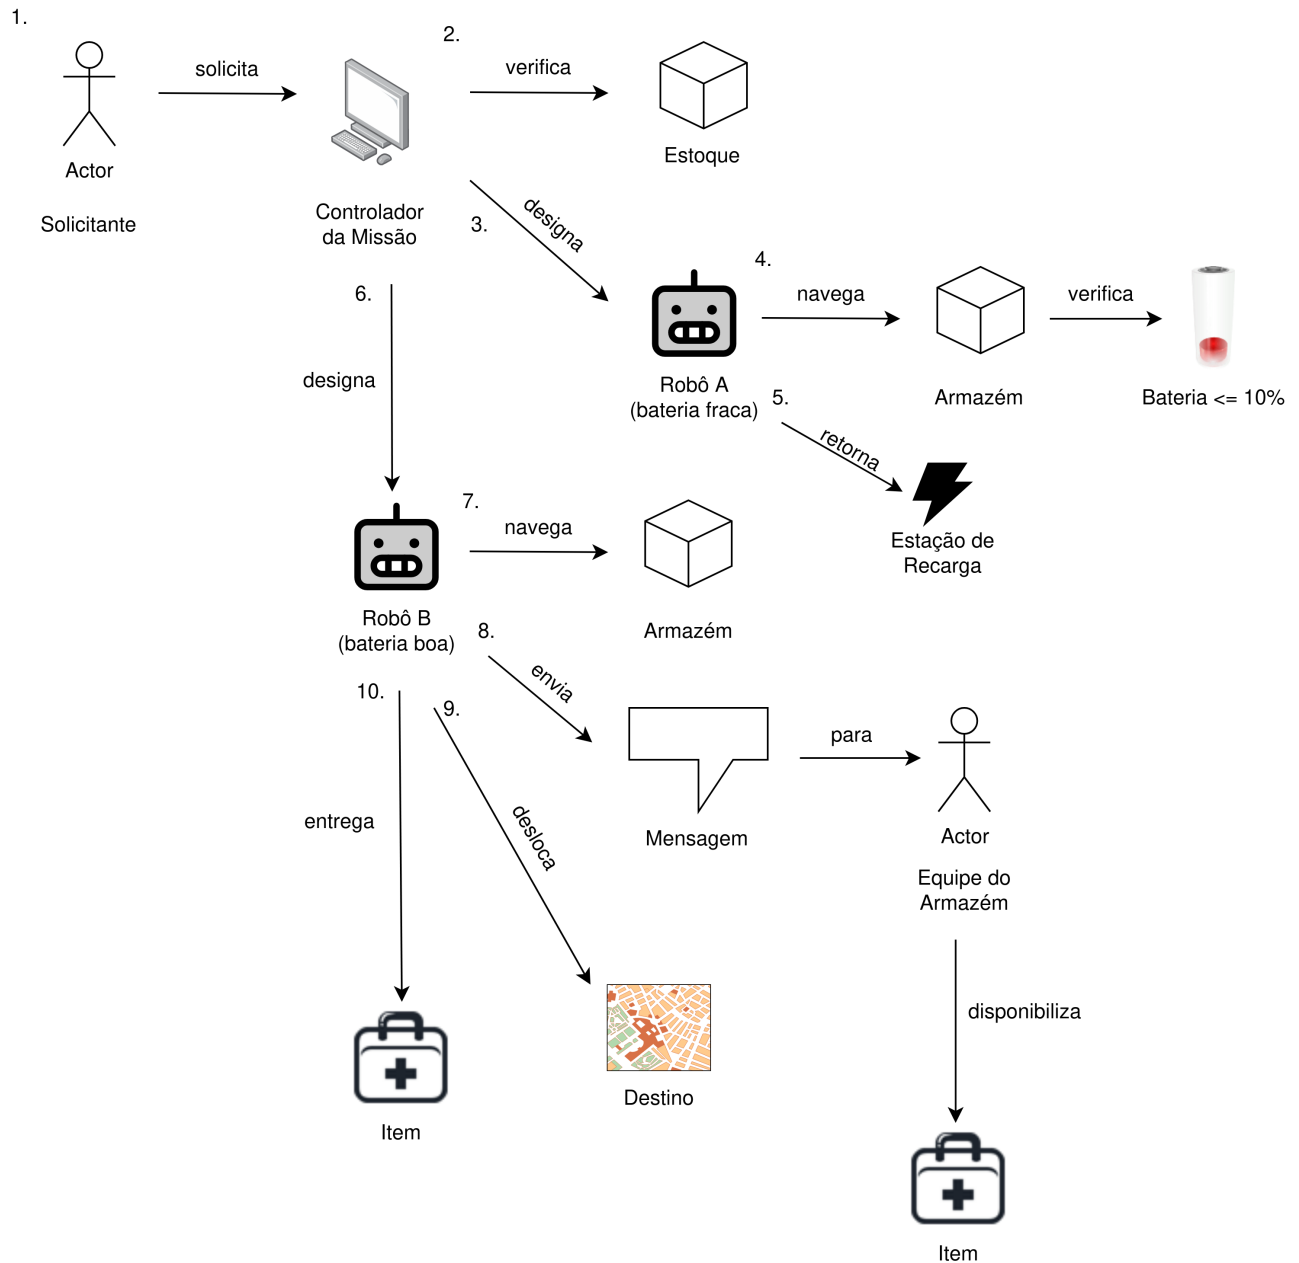 1.
solicita
Actor
Solicitante
Controlador
da Missão
2.
verifica
Estoque
3.
designa
Robô A
(bateria fraca)
4.
navega
Armazém
verifica
Bateria <= 10%
5.
retorna
Estação de
Recarga
6.
designa
Robô B
(bateria boa)
7.
navega
Armazém
8.
envia
Mensagem
para
Actor
Equipe do
Armazém
disponibiliza
Item
9.
desloca
Destino
10.
entrega
Item